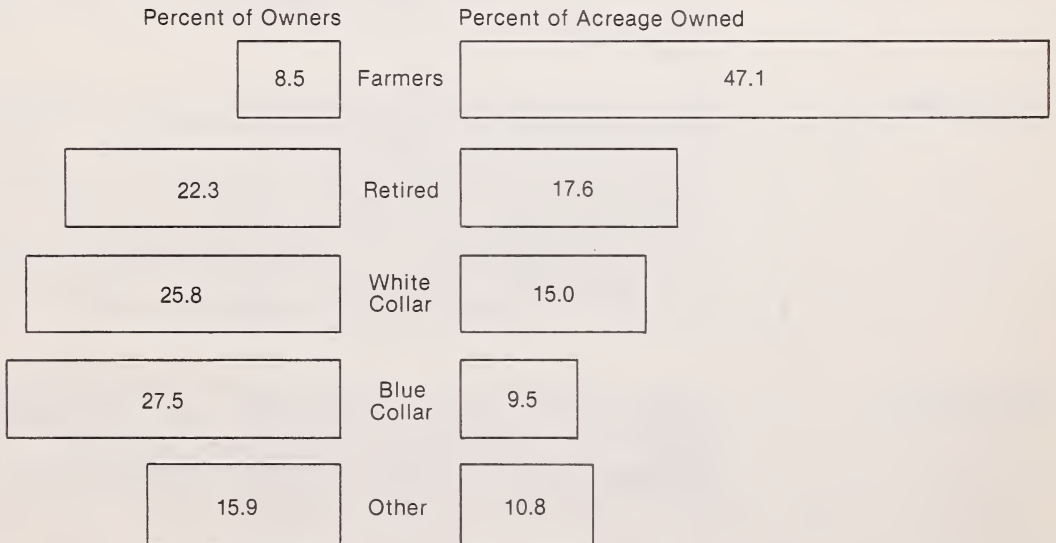 Percent of Owners Percent of Acreage Owned
8.5 Farmers 47.1
22.3 Retired 17.6
25.8 White Collar 15.0
27.5 Blue Collar 9.5
15.9 Other 10.8